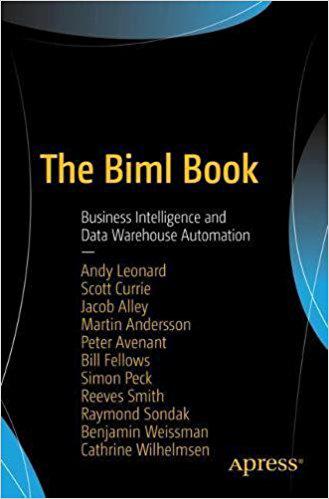 The Biml Book
Business Intelligence and
Data Warehouse Automation
—
Andy Leonard
Scott Currie
Jacob Alley
Martin Andersson
Peter Avenant
Bill Fellows
Simon Peck
Reeves Smith
Raymond Sondak
Benjamin Weissman
Cathrine Wilhelmsen
Apress®